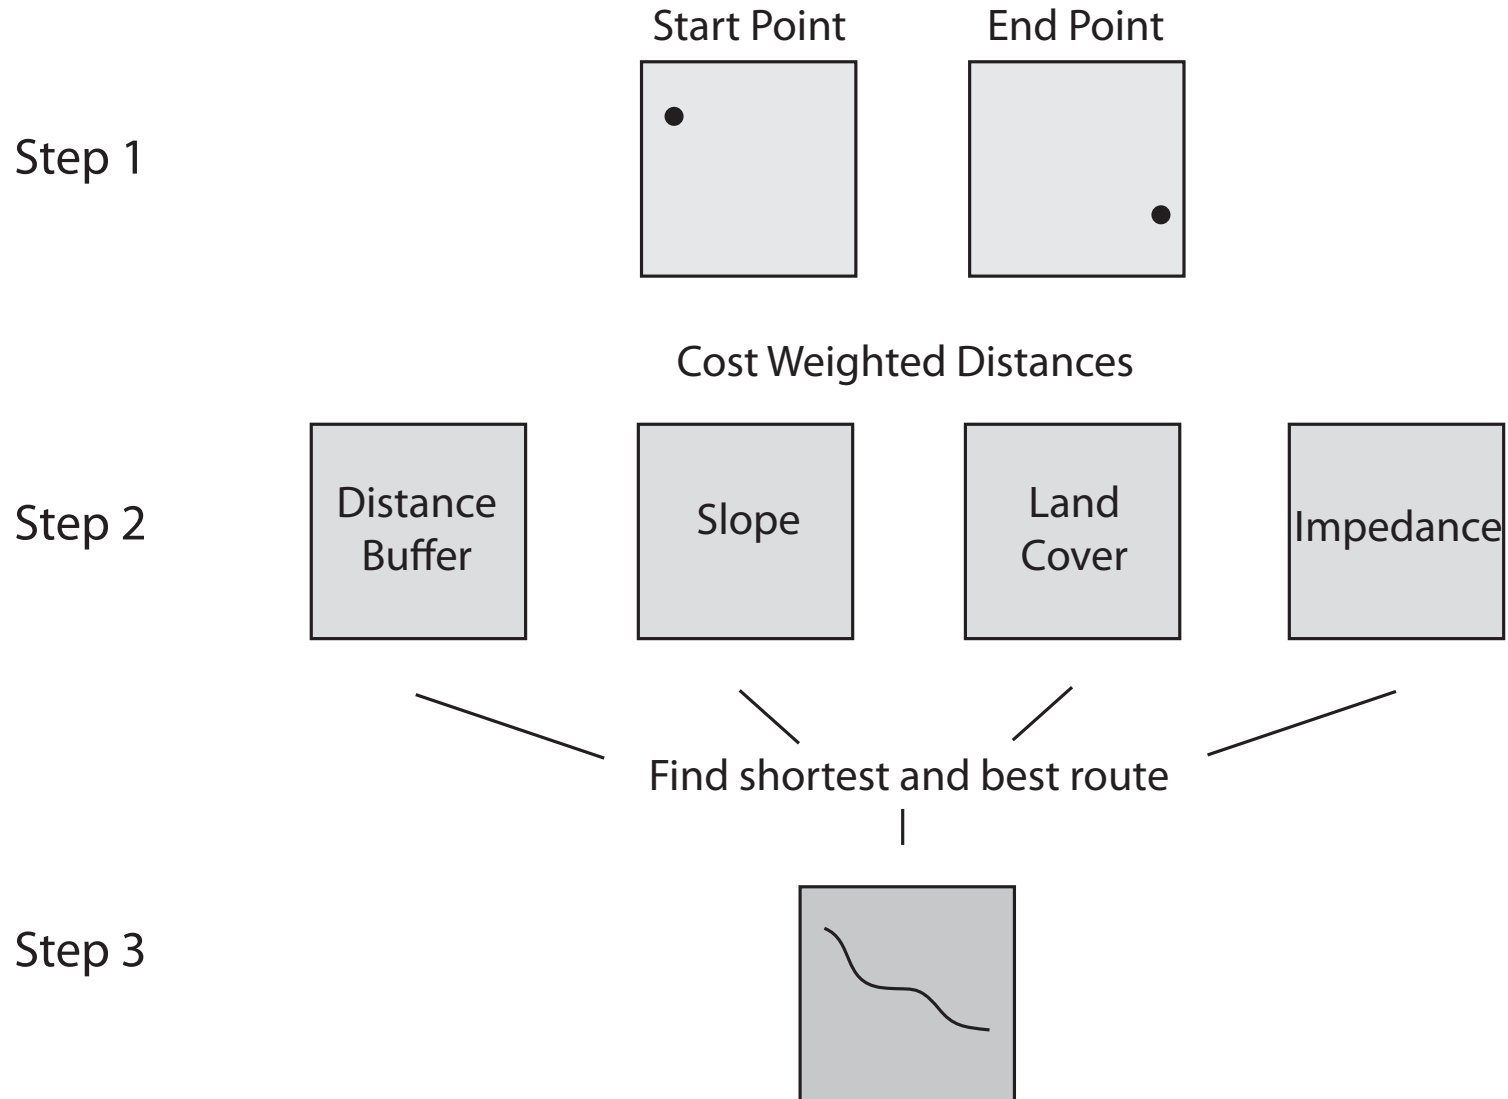 Start Point
End Point
Step 1
Cost Weighted Distances
Step 2
Distance
Buffer
Slope
Land
Cover
Impedance
Find shortest and best route
Step 3